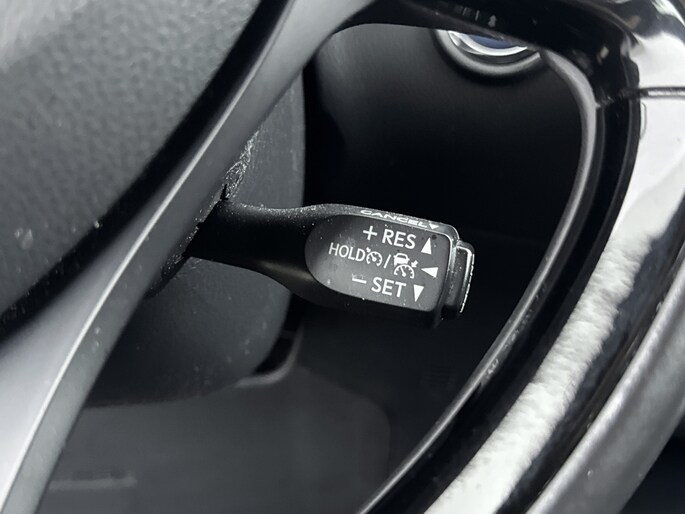 CANCEL▼
+ RES ▲
HOLD / ◀
− SET ▼